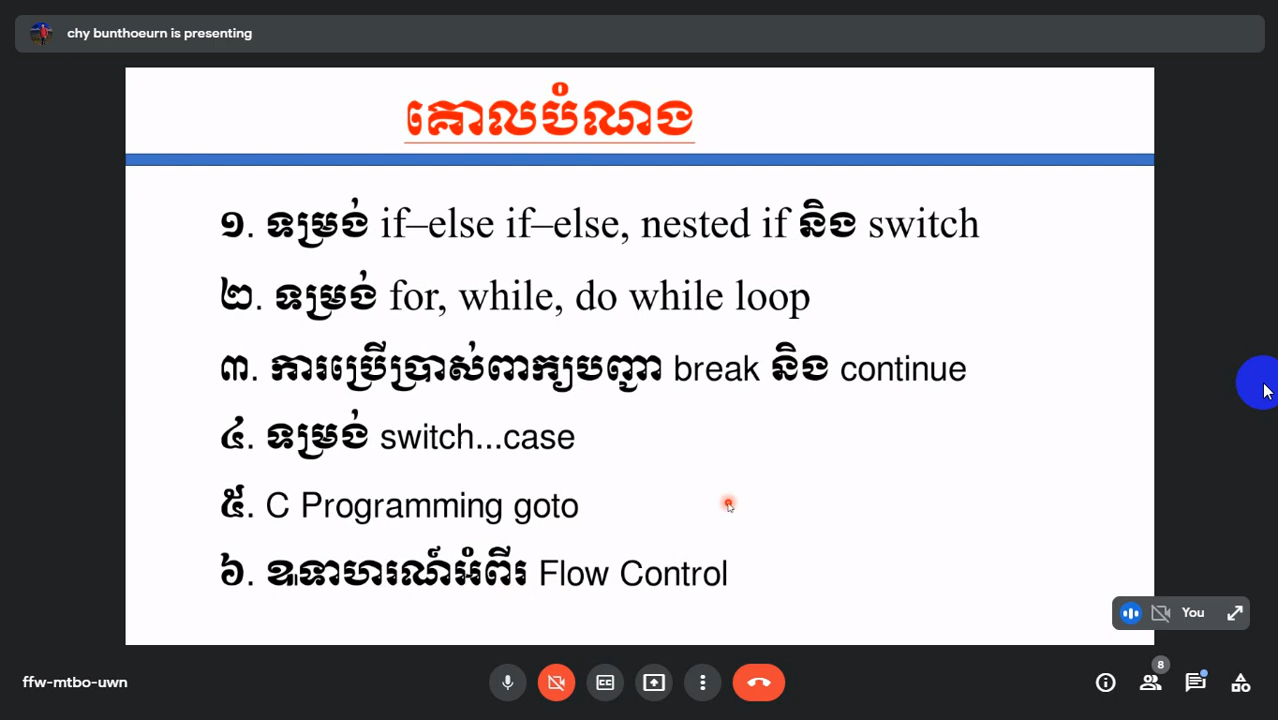 chy bunthoeurn is presenting
គោលបំណង
១. ទម្រង់ if–else if–else, nested if និង switch
២. ទម្រង់ for, while, do while loop
៣. ការប្រើប្រាស់ពាក្យបញ្ជា break និង continue
៤. ទម្រង់ switch...case
៥. C Programming goto
៦. ឧទាហរណ៍អំពីរ Flow Control
You
ffw-mtbo-uwn
CC
8